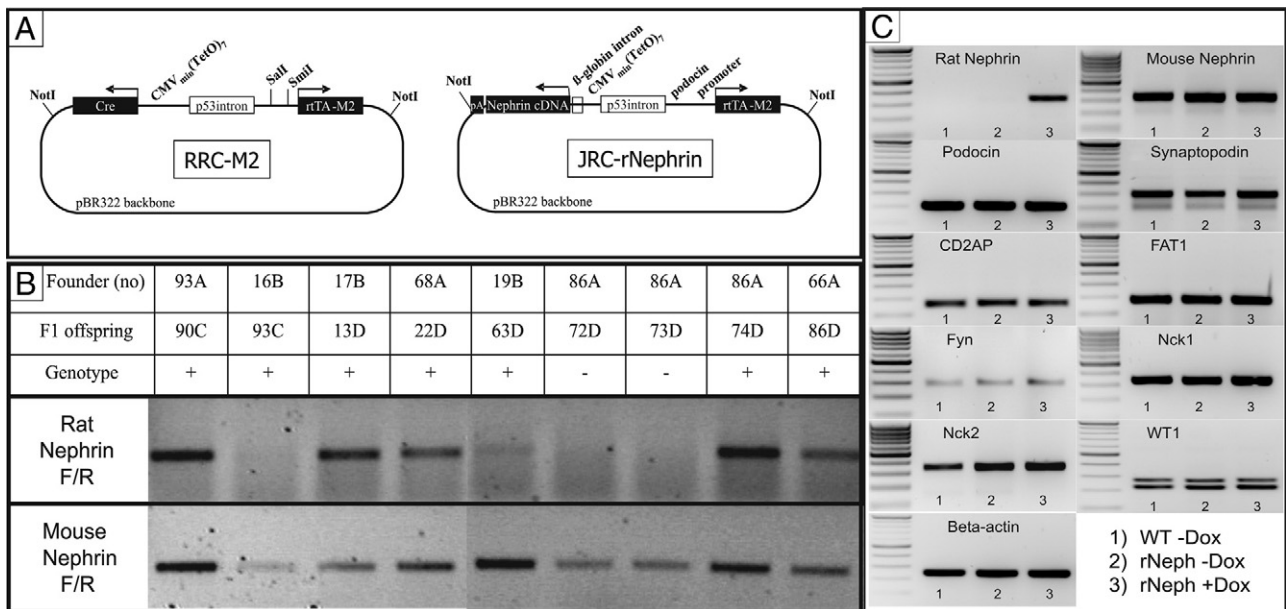 A
CMVmin(TetO)7
SalI
SmiI
NotI
NotI
Cre
p53intron
rtTA-M2
RRC-M2
pBR322 backbone
ß-globin intron
CMVmin(TetO)7
podocin
promoter
NotI
NotI
pA
Nephrin cDNA
p53intron
rtTA-M2
JRC-rNephrin
pBR322 backbone
B
Founder (no) 93A 16B 17B 68A 19B 86A 86A 86A 66A
F1 offspring 90C 93C 13D 22D 63D 72D 73D 74D 86D
Genotype + + + + + - - + +
Rat
Nephrin
F/R
Mouse
Nephrin
F/R
C
Rat Nephrin
1 2 3
Mouse Nephrin
1 2 3
Podocin
1 2 3
Synaptopodin
1 2 3
CD2AP
1 2 3
FAT1
1 2 3
Fyn
1 2 3
Nck1
1 2 3
Nck2
1 2 3
WT1
1 2 3
Beta-actin
1 2 3
1) WT -Dox
2) rNeph -Dox
3) rNeph +Dox